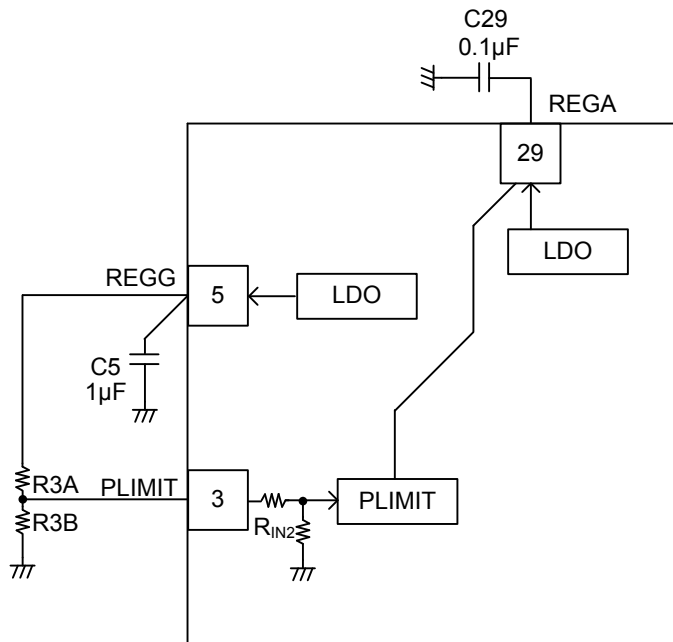 C29
0.1µF
REGA
29
LDO
REGG
5
LDO
C5
1µF
R3A
PLIMIT
3
PLIMIT
R3B
RIN2